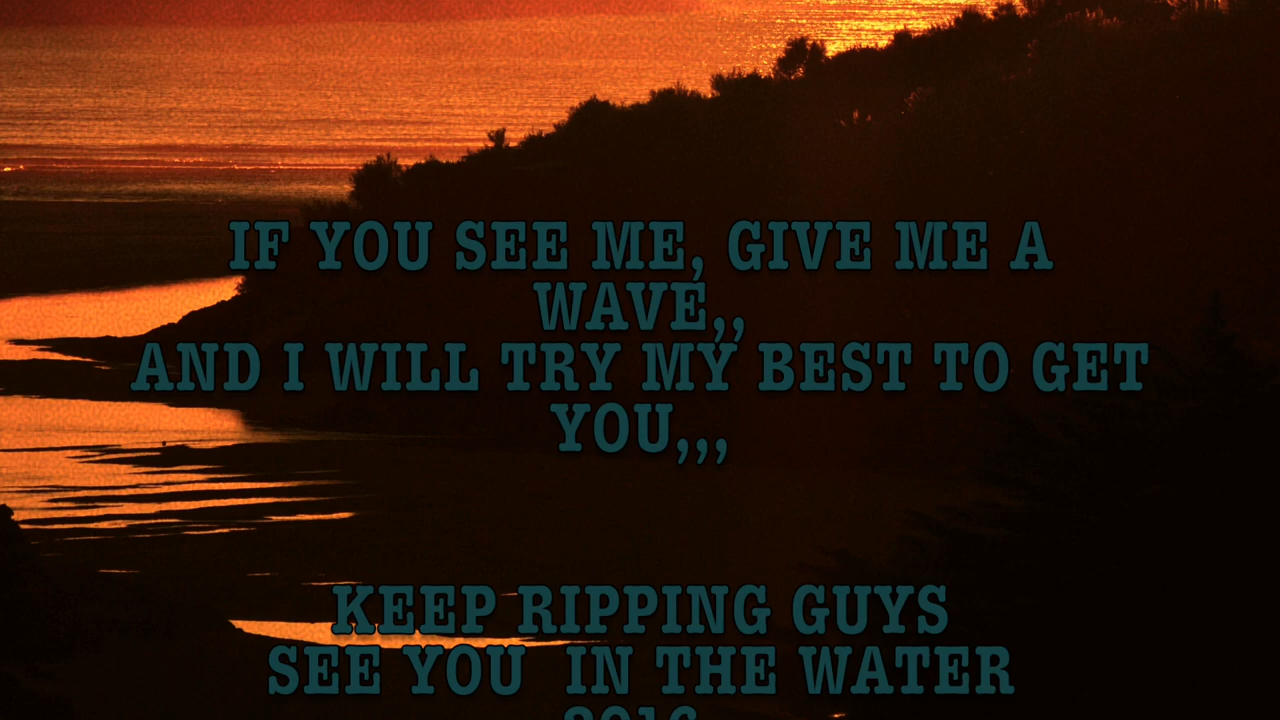 IF YOU SEE ME, GIVE ME A
WAVE,,
AND I WILL TRY MY BEST TO GET
YOU,,,
KEEP RIPPING GUYS
SEE YOU  IN THE WATER
2016